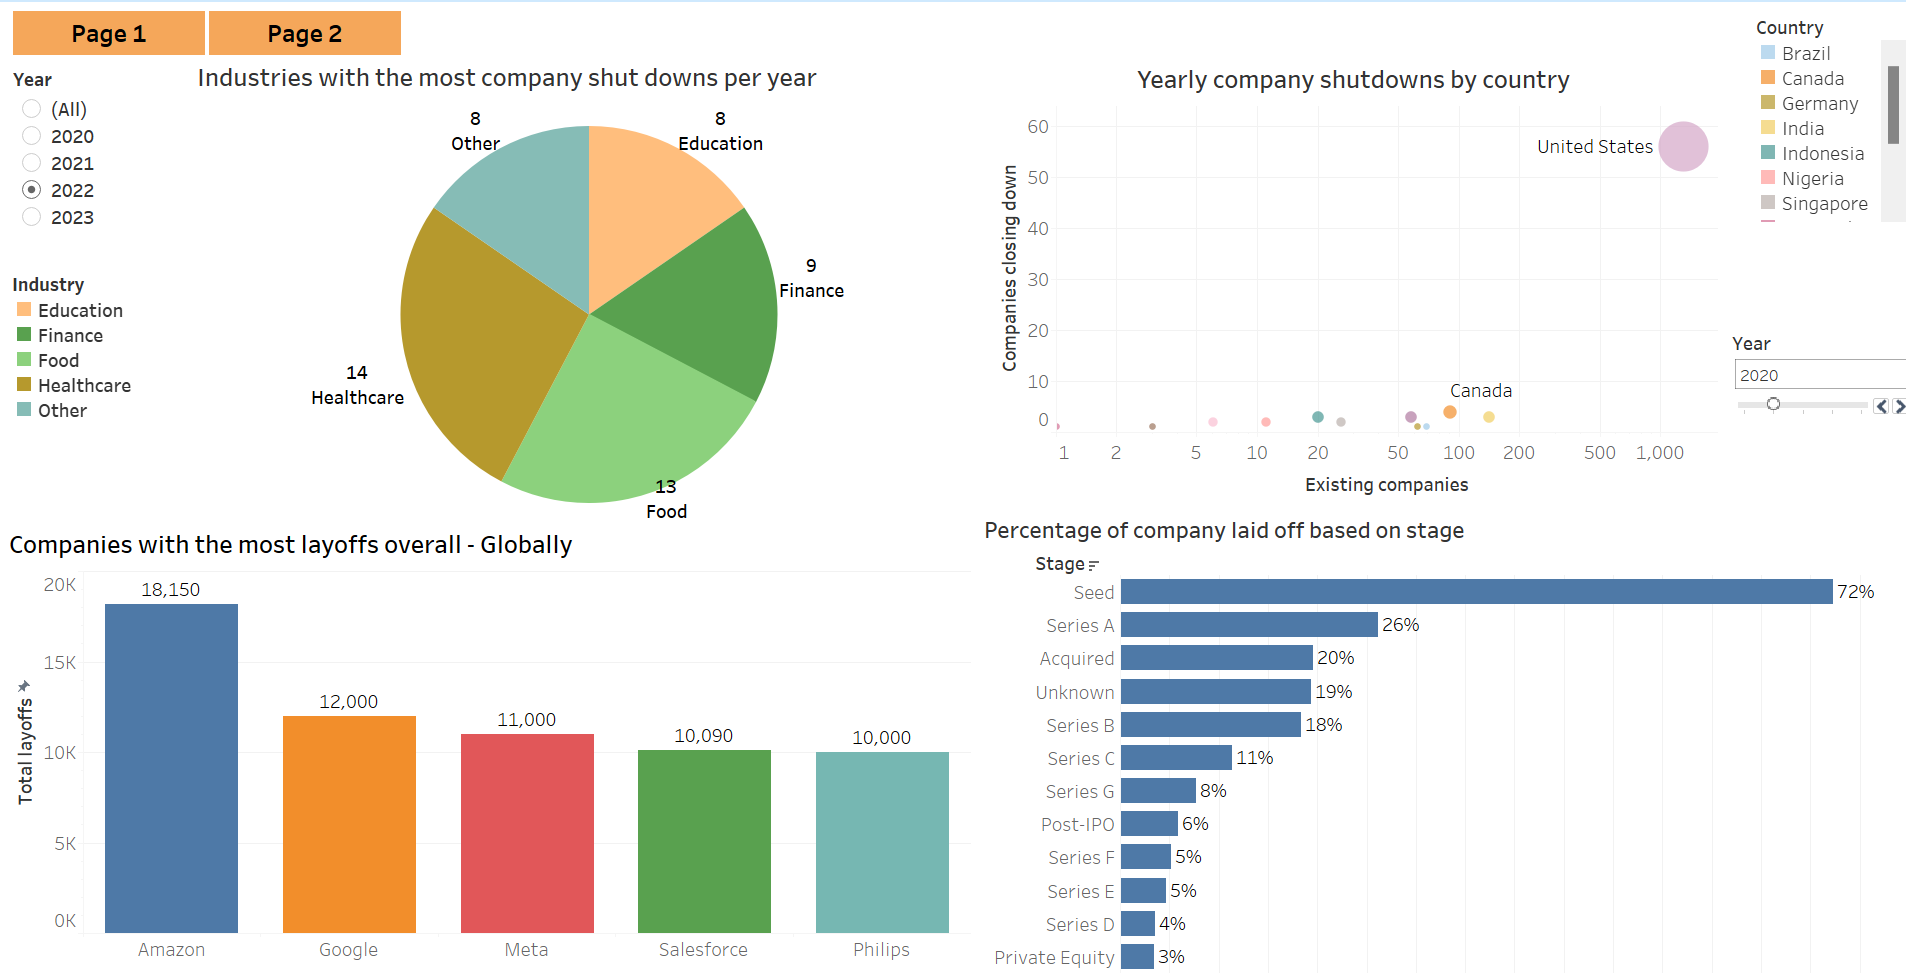 Page 1
Page 2
Year
(All)
2020
2021
2022
2023
Industry
Education
Finance
Food
Healthcare
Other
Industries with the most company shut downs per year
8
Other
8
Education
9
Finance
14
Healthcare
13
Food
Yearly company shutdowns by country
Companies closing down
60
50
40
30
20
10
0
United States
Canada
1
2
5
10
20
50
100
200
500
1,000
Existing companies
Country
Brazil
Canada
Germany
India
Indonesia
Nigeria
Singapore
Year
2020
Companies with the most layoffs overall - Globally
Total layoffs
20K
15K
10K
5K
0K
18,150
12,000
11,000
10,090
10,000
Amazon
Google
Meta
Salesforce
Philips
Percentage of company laid off based on stage
Stage
Seed 72%
Series A 26%
Acquired 20%
Unknown 19%
Series B 18%
Series C 11%
Series G 8%
Post-IPO 6%
Series F 5%
Series E 5%
Series D 4%
Private Equity 3%